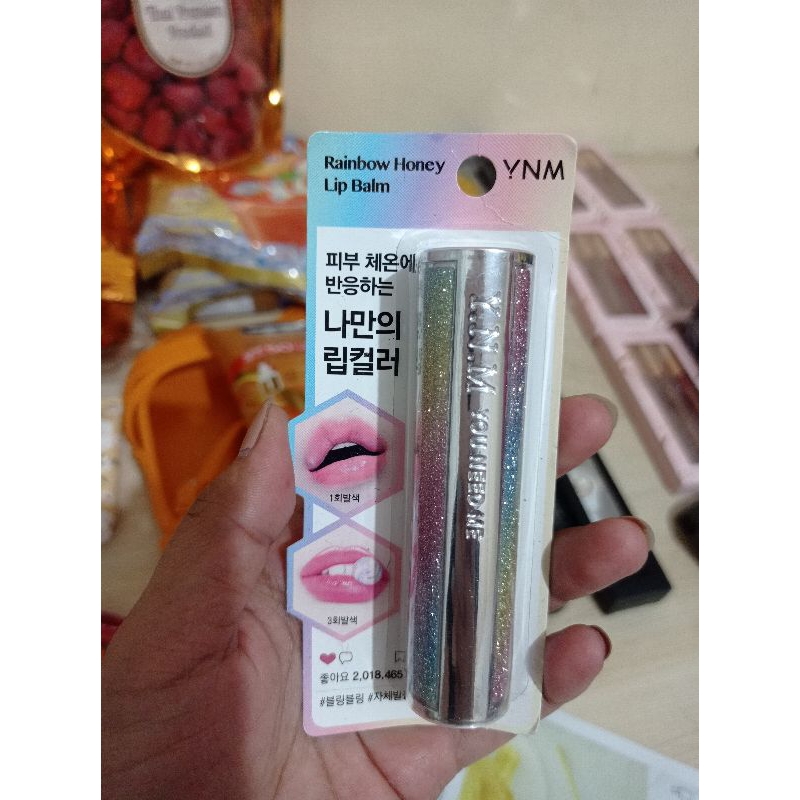 Rainbow Honey
Lip Balm
YNM
피부 체온에
반응하는
나만의
립컬러
Y.N.M YOU NEED ME
1회발색
3회발색
좋아요 2,018,465
#블링블링